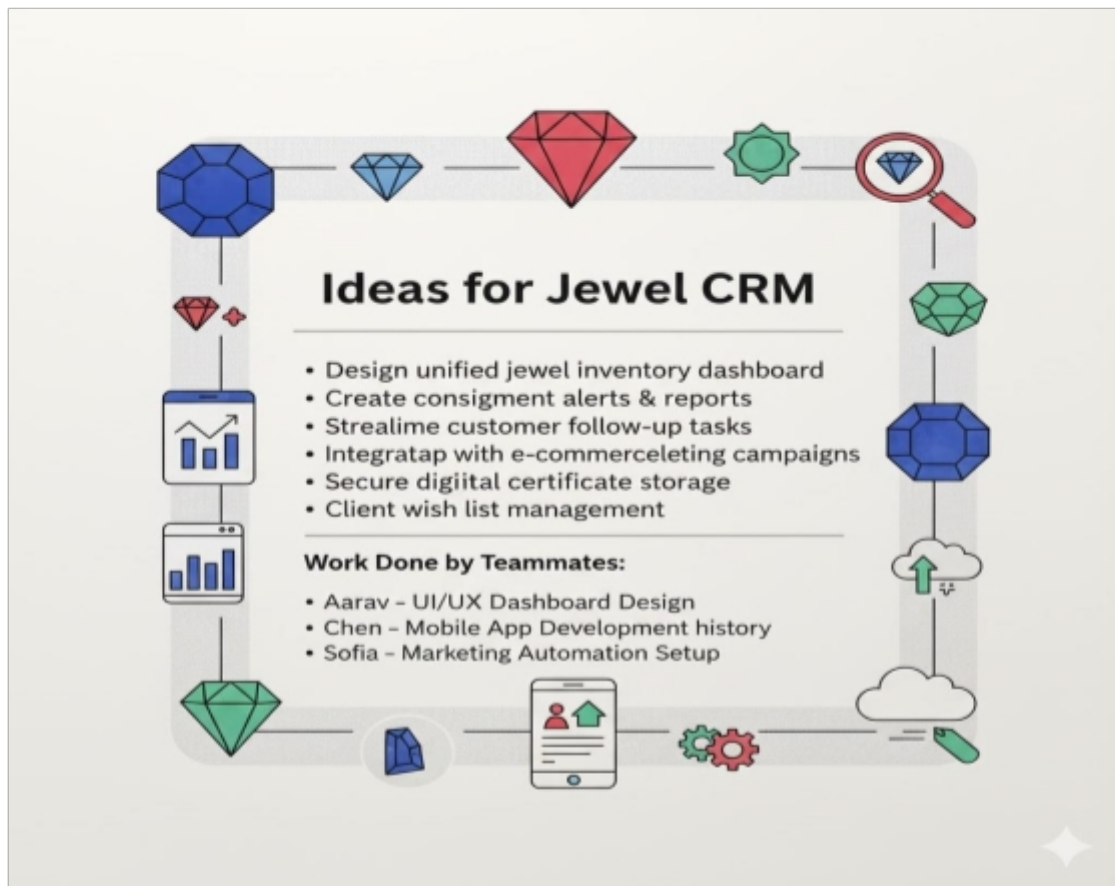 Ideas for Jewel CRM
• Design unified jewel inventory dashboard
• Create consigment alerts & reports
• Strealime customer follow-up tasks
• Integratap with e-commerceleting campaigns
• Secure digiital certificate storage
• Client wish list management
Work Done by Teammates:
• Aarav – UI/UX Dashboard Design
• Chen – Mobile App Development history
• Sofia – Marketing Automation Setup